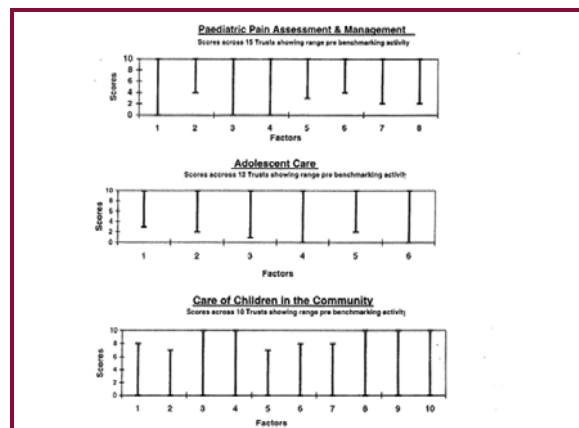 Paediatric Pain Assessment & Management
Scores across 15 Trusts showing range pre benchmarking activity
10
8
6
4
2
0
Scores
1 2 3 4 5 6 7 8
Factors
Adolescent Care
Scores accross 12 Trusts showing range pre benchmarking activity
10
8
6
4
2
0
Scores
1 2 3 4 5 6
Factors
Care of Children in the Community
Scores across 10 Trusts showing range pre benchmarking activity
10
8
6
4
2
0
Scores
1 2 3 4 5 6 7 8 9 10
Factors